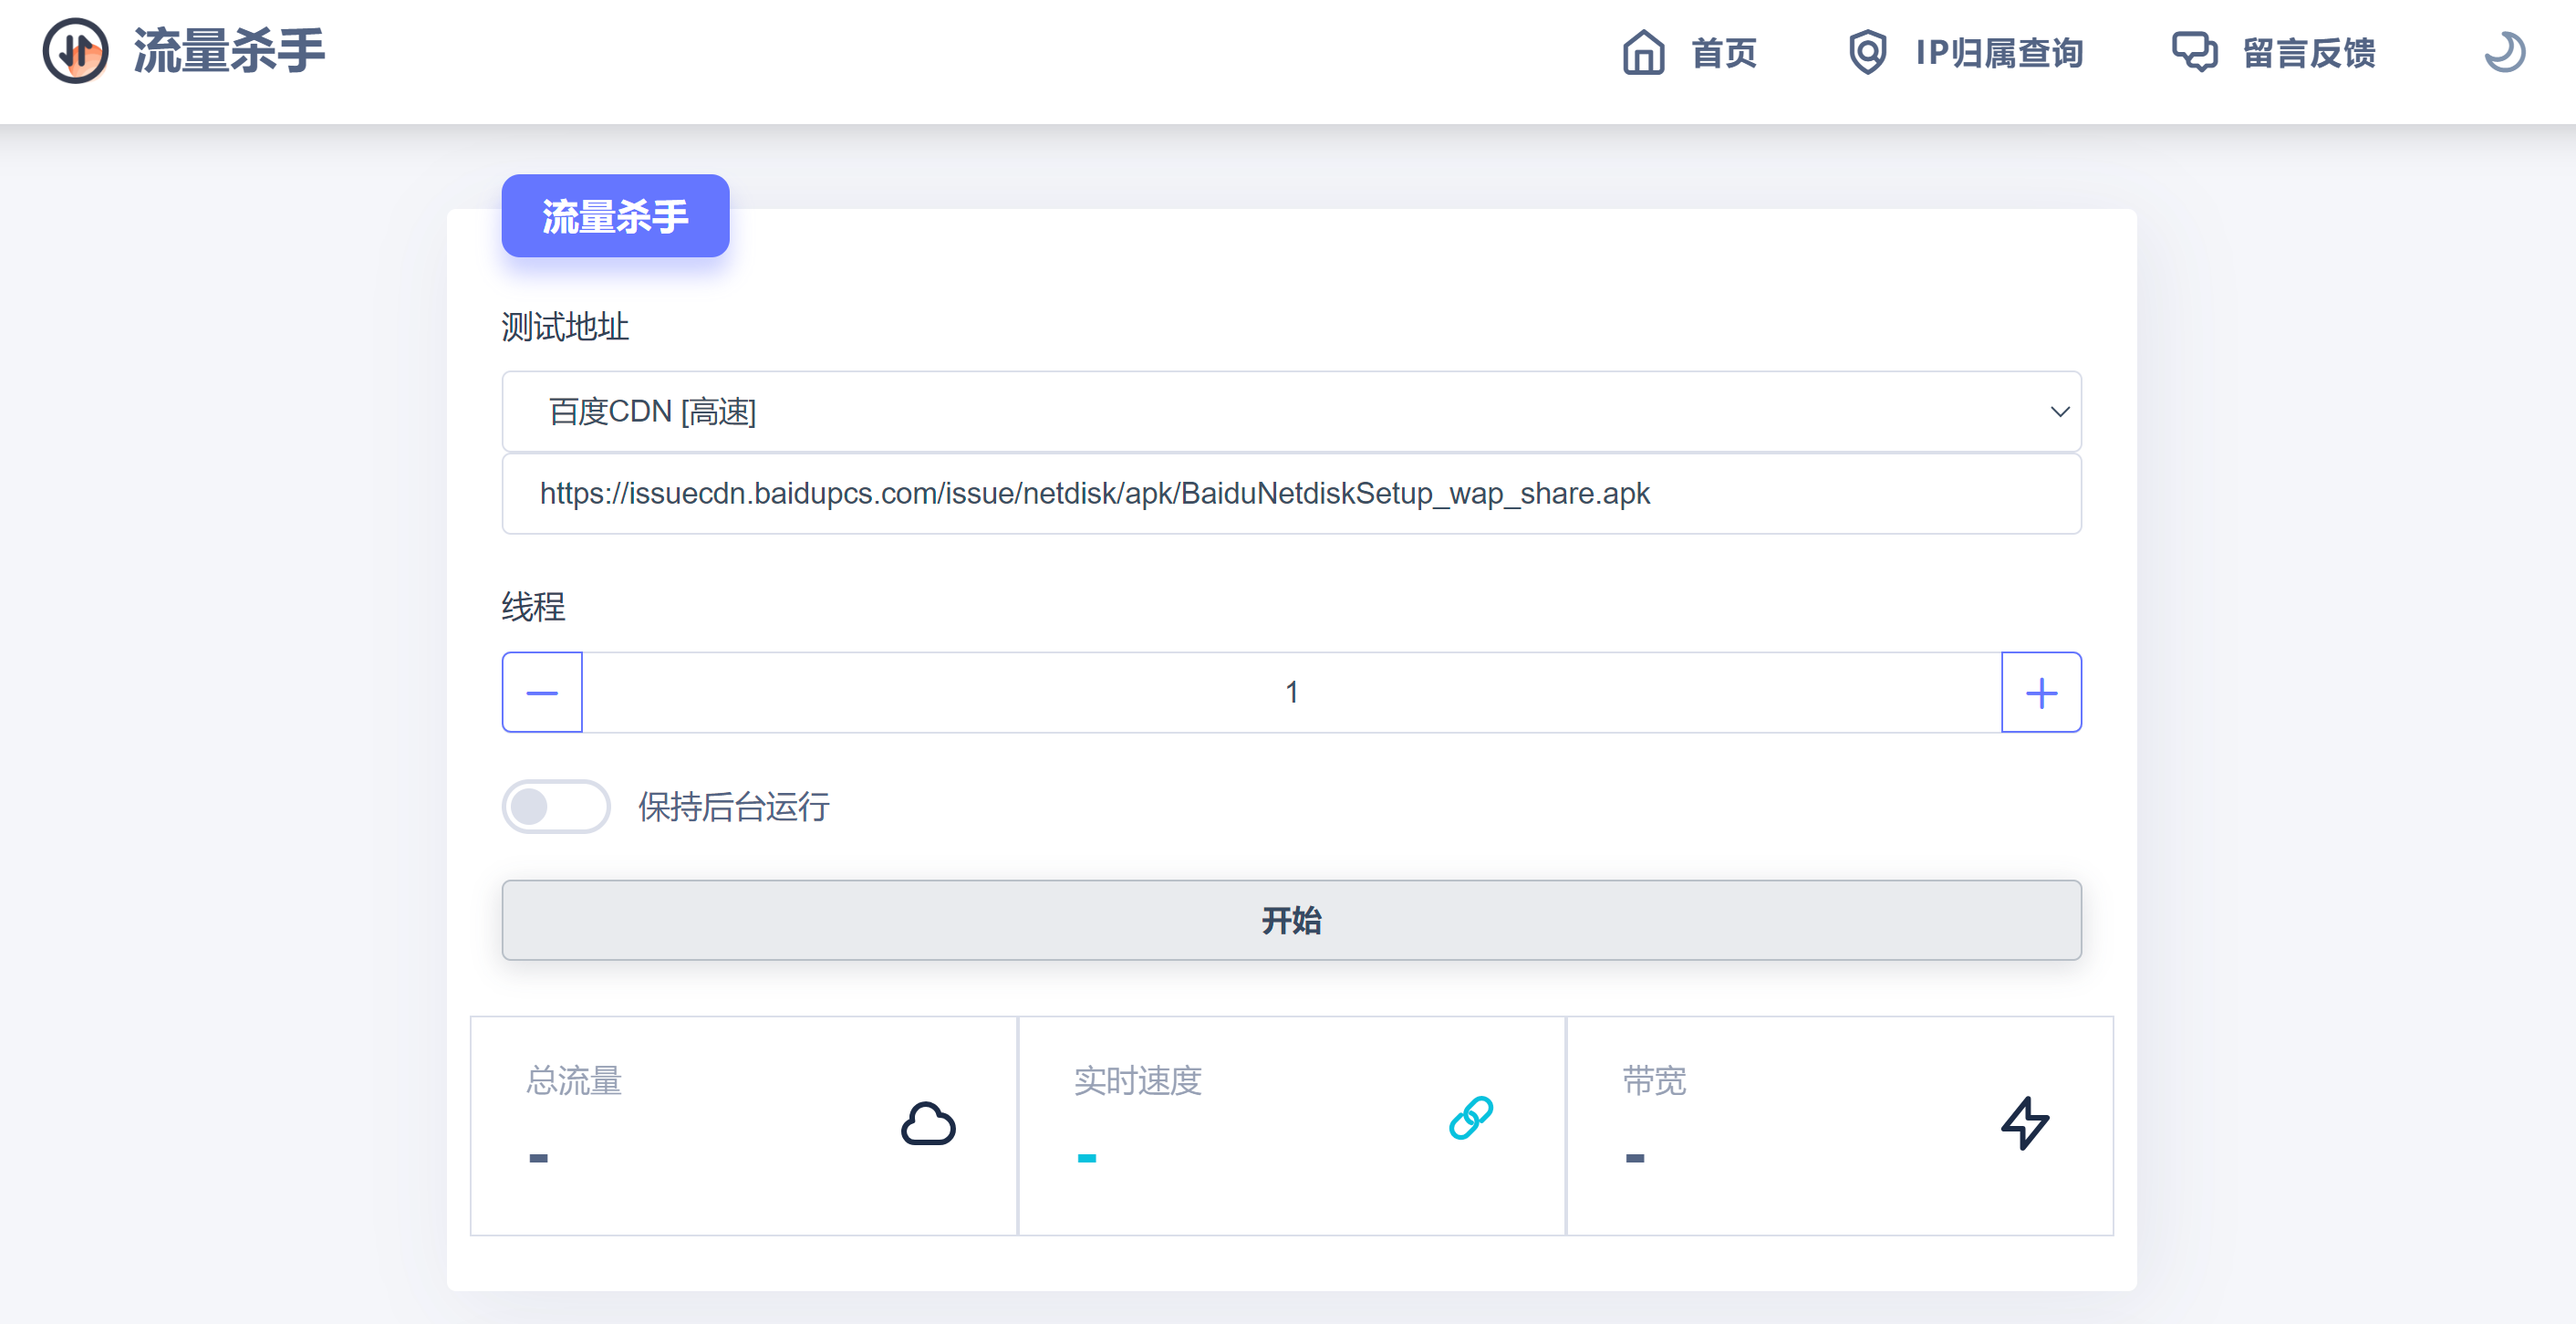 流量杀手
首页
IP归属查询
留言反馈
流量杀手
测试地址
百度CDN [高速]
https://issuecdn.baidupcs.com/issue/netdisk/apk/BaiduNetdiskSetup_wap_share.apk
线程
1
保持后台运行
开始
总流量
-
实时速度
-
带宽
-